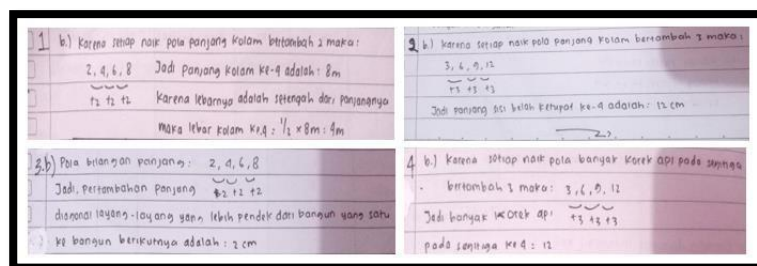 1 b.) Karena setiap naik pola panjang kolam bertambah 2 maka:
2, 4, 6, 8 Jadi panjang kolam ke-4 adalah: 8m
+2 +2 +2 Karena lebarnya adalah setengah dari panjangnya
maka lebar kolam ke.4 : 1/2 × 8m : 4m
2 b.) Karena setiap naik pola panjang kolam bertambah 3 maka:
3, 6, 9, 12
+3 +3 +3
Jadi panjang sisi belah ketupat ke-4 adalah: 12 cm
3.b) Pola bilangan panjang: 2, 4, 6, 8
Jadi, pertambahan panjang +2 +2 +2
diagonal layang-layang yang lebih pendek dari bangun yang satu
ke bangun berikutnya adalah : 2 cm
4 b.) Karena setiap naik pola banyak korek api pada segitiga
bertambah 3 maka: 3, 6, 9, 12
Jadi banyak korek api +3 +3 +3
pada segitiga ke 4 : 12